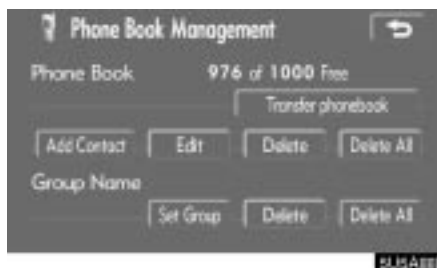 Phone Book Management
Phone Book 976 of 1000 Free
Transfer phonebook
Add Contact Edit Delete Delete All
Group Name
Set Group Delete Delete All